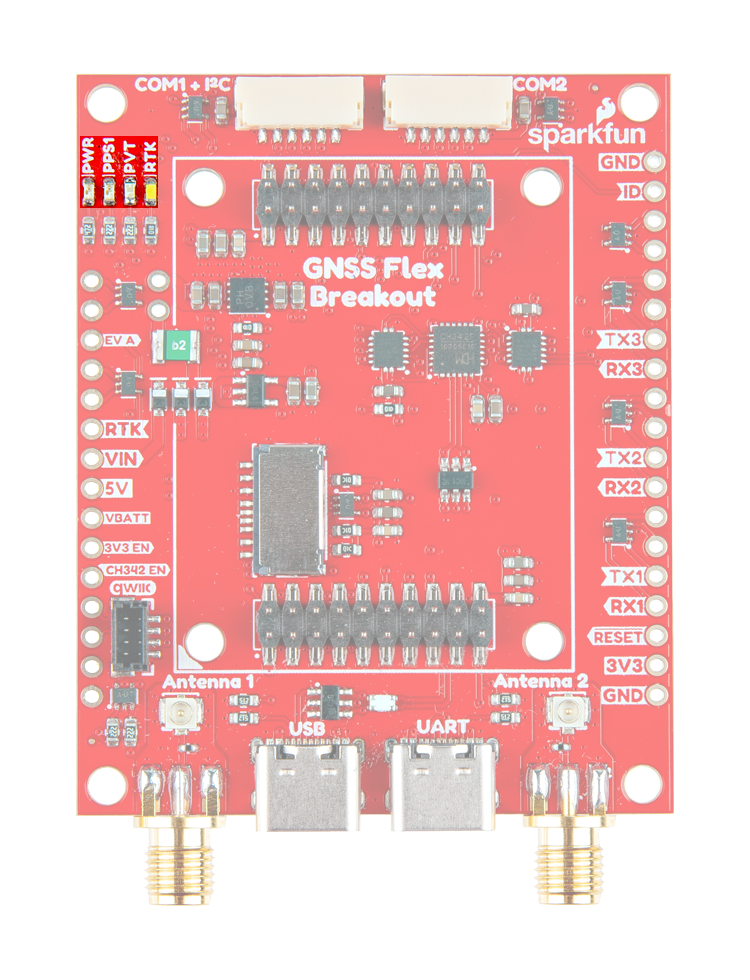 COM1 + I²C
COM2
sparkfun
PWR
PPS1
PVT
RTK
GND
ID
GNSS Flex
Breakout
EV A
b2
TX3
RX3
RTK
VIN
5V
VBATT
3V3 EN
CH342 EN
qwiic
TX2
RX2
TX1
RX1
RESET
3V3
GND
Antenna 1
Antenna 2
USB
UART